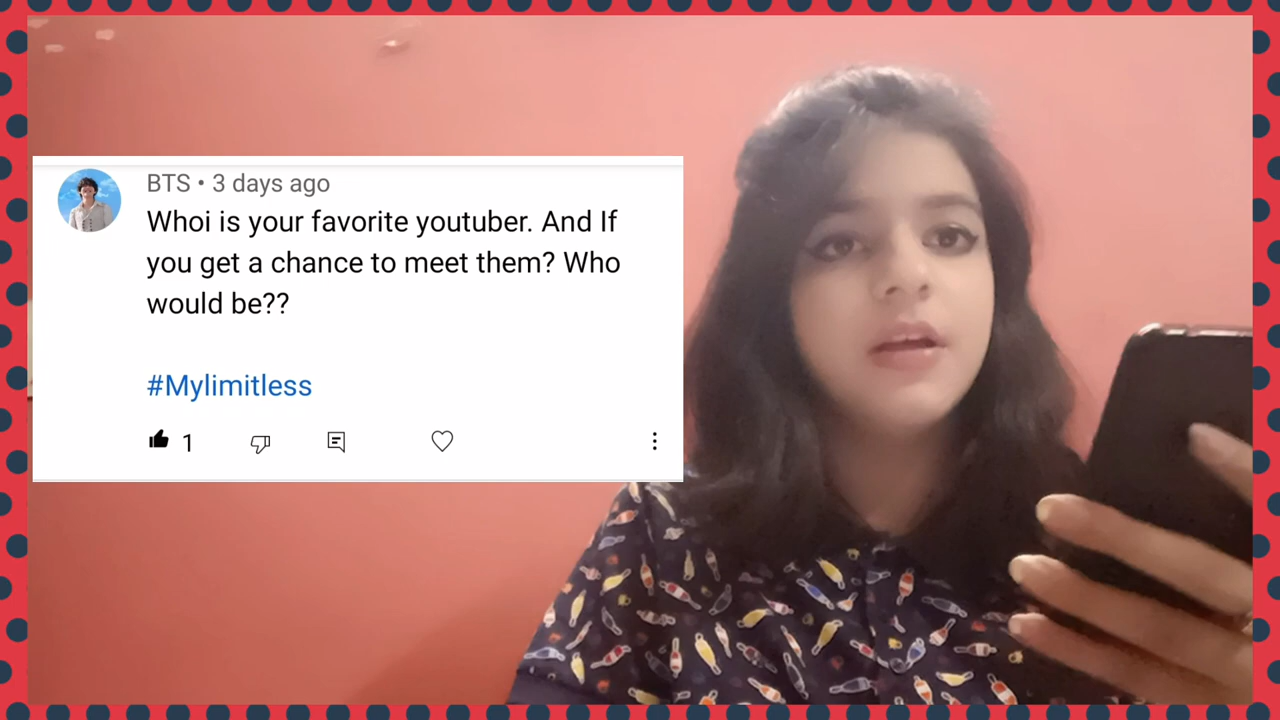 BTS • 3 days ago
Whoi is your favorite youtuber. And If
you get a chance to meet them? Who
would be??
#Mylimitless
1